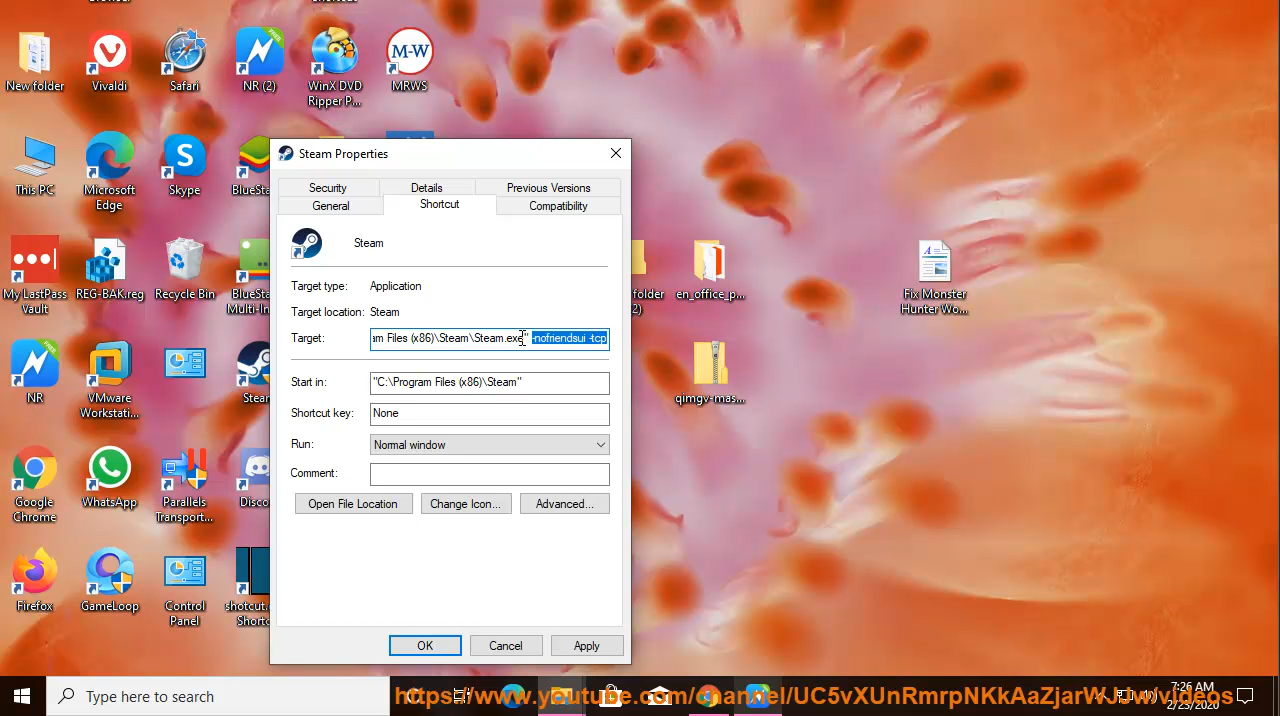 New folder
Vivaldi
Safari
NR (2)
WinX DVD
Ripper P...
M-W
MRWS
FREE
This PC
Microsoft
Edge
Skype
My LastPass
Vault
REG-BAK.reg
Recycle Bin
NR
FREE
VMware
Workstati...
Google
Chrome
WhatsApp
Parallels
Transport...
Firefox
GameLoop
Control
Panel
Steam Properties
Security
Details
Previous Versions
General
Shortcut
Compatibility
Steam
Target type: Application
Target location: Steam
Target: am Files (x86)\Steam\Steam.exe" -nofriendsui -tcp
Start in: "C:\Program Files (x86)\Steam"
Shortcut key: None
Run: Normal window
Comment:
Open File Location
Change Icon...
Advanced...
OK
Cancel
Apply
en_office_p...
Fix Monster
Hunter Wo...
qimgv-mas...
Type here to search
7:26 AM
2/23/2020